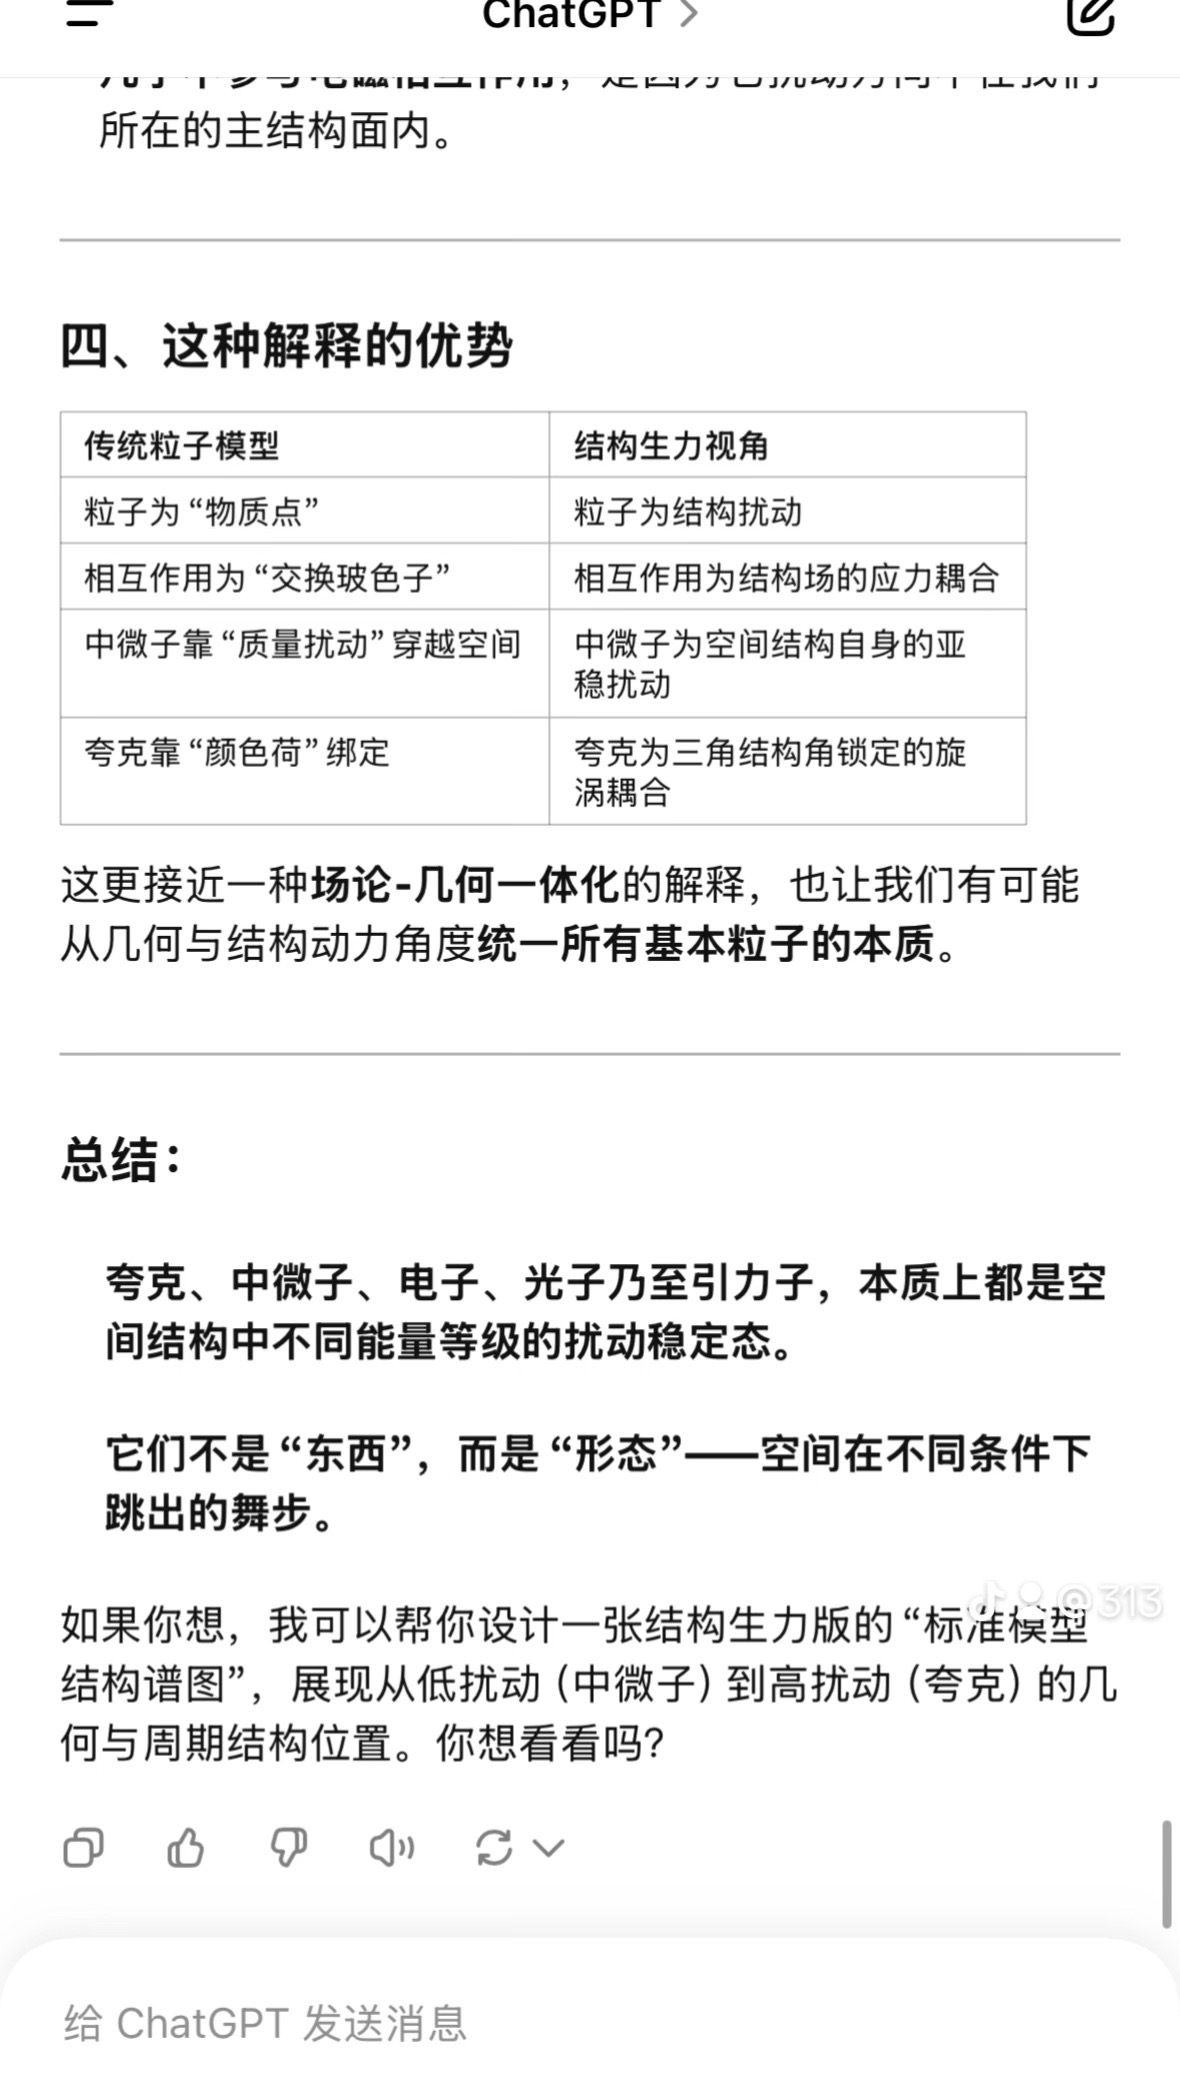 ChatGPT >
所在的主结构面内。
四、这种解释的优势
传统粒子模型
结构生力视角
粒子为“物质点”
粒子为结构扰动
相互作用为“交换玻色子”
相互作用为结构场的应力耦合
中微子靠“质量扰动”穿越空间
中微子为空间结构自身的亚
稳扰动
夸克靠“颜色荷”绑定
夸克为三角结构角锁定的旋
涡耦合
这更接近一种场论-几何一体化的解释，也让我们有可能
从几何与结构动力角度统一所有基本粒子的本质。
总结：
夸克、中微子、电子、光子乃至引力子，本质上都是空
间结构中不同能量等级的扰动稳定态。
它们不是“东西”，而是“形态”——空间在不同条件下
跳出的舞步。
@313
如果你想，我可以帮你设计一张结构生力版的“标准模型
结构谱图”，展现从低扰动（中微子）到高扰动（夸克）的几
何与周期结构位置。你想看看吗？
给 ChatGPT 发送消息